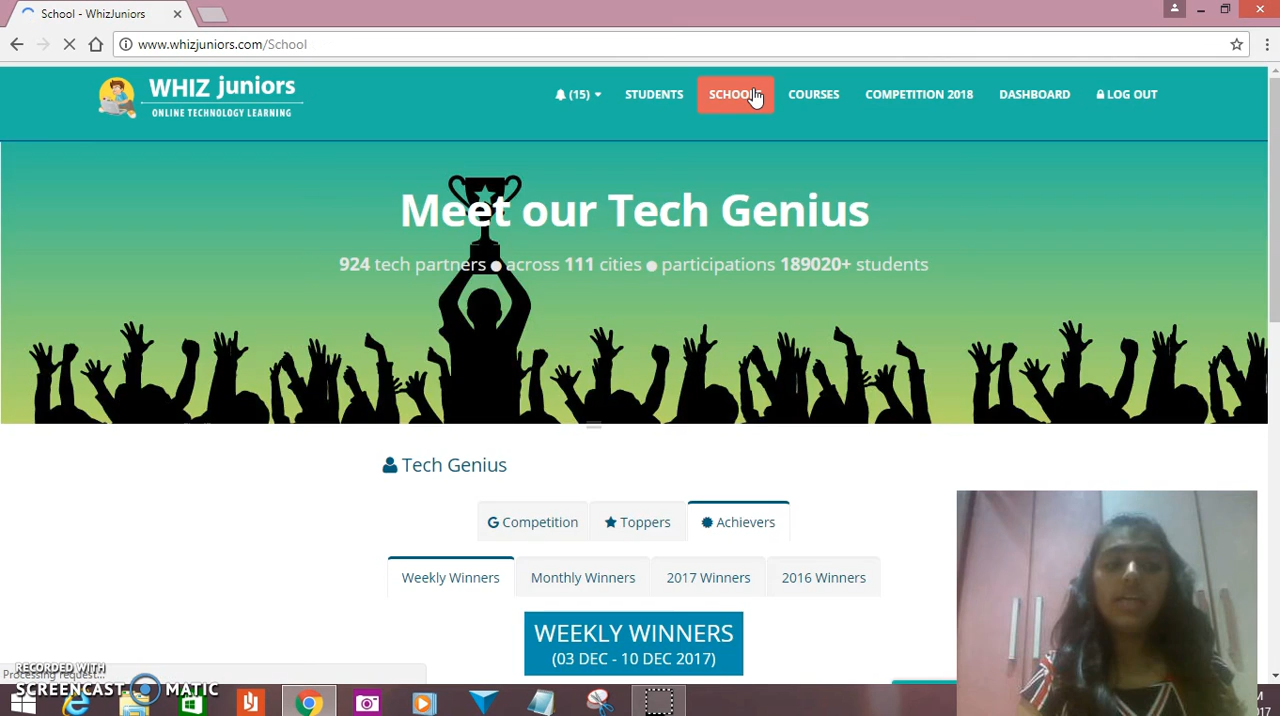 School - WhizJuniors
www.whizjuniors.com/School
WHIZ juniors
ONLINE TECHNOLOGY LEARNING
(15) STUDENTS SCHOOL COURSES COMPETITION 2018 DASHBOARD LOG OUT
Meet our Tech Genius
924 tech partners ● across 111 cities ● participations 189020+ students
Tech Genius
Competition Toppers Achievers
Weekly Winners Monthly Winners 2017 Winners 2016 Winners
WEEKLY WINNERS
(03 DEC - 10 DEC 2017)
Processing request...
RECORDED WITH
SCREENCAST MATIC